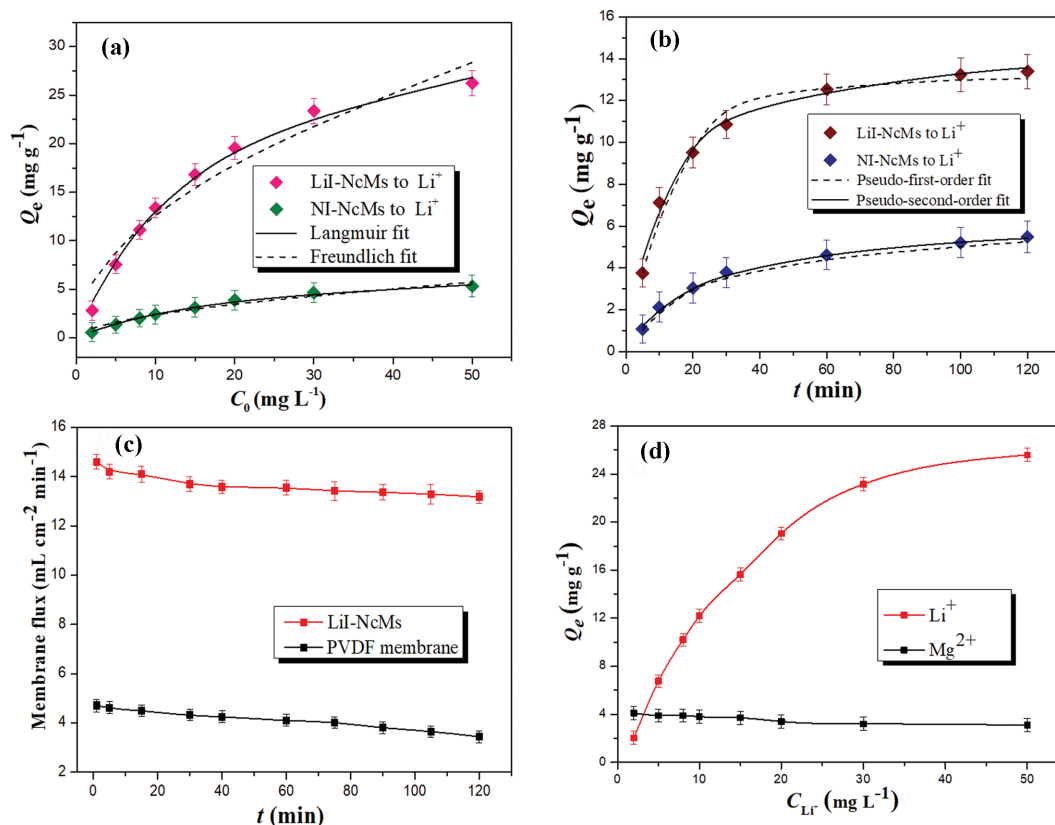 (a)
Qe (mg g-1)
30
25
20
15
10
5
0
LiI-NcMs to Li+
NI-NcMs to Li+
Langmuir fit
Freundlich fit
0 10 20 30 40 50
C0 (mg L-1)
(b)
Qe (mg g-1)
16
14
12
10
8
6
4
2
0
LiI-NcMs to Li+
NI-NcMs to Li+
Pseudo-first-order fit
Pseudo-second-order fit
0 20 40 60 80 100 120
t (min)
(c)
Membrane flux (mL cm-2 min-1)
16
14
12
10
8
6
4
2
LiI-NcMs
PVDF membrane
0 20 40 60 80 100 120
t (min)
(d)
Qe (mg g-1)
28
24
20
16
12
8
4
0
Li+
Mg2+
0 10 20 30 40 50
CLi+ (mg L-1)